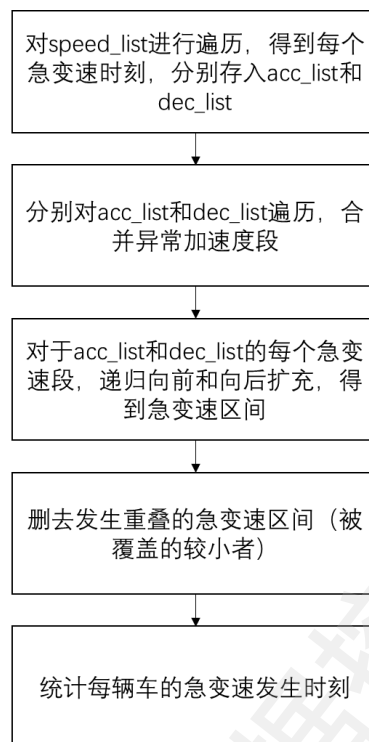 对speed_list进行遍历，得到每个
急变速时刻，分别存入acc_list和
dec_list
分别对acc_list和dec_list遍历，合
并异常加速度段
对于acc_list和dec_list的每个急变
速段，递归向前和向后扩充，得
到急变速区间
删去发生重叠的急变速区间（被
覆盖的较小者）
统计每辆车的急变速发生时刻